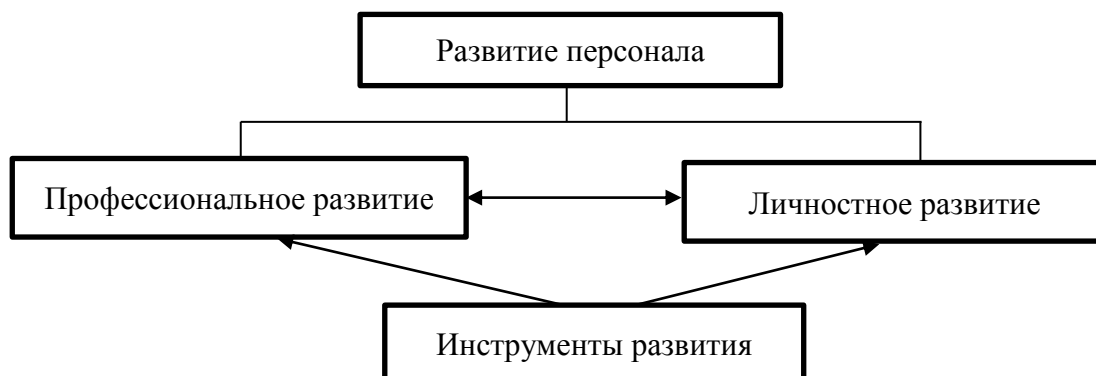 Развитие персонала
Профессиональное развитие
Личностное развитие
Инструменты развития